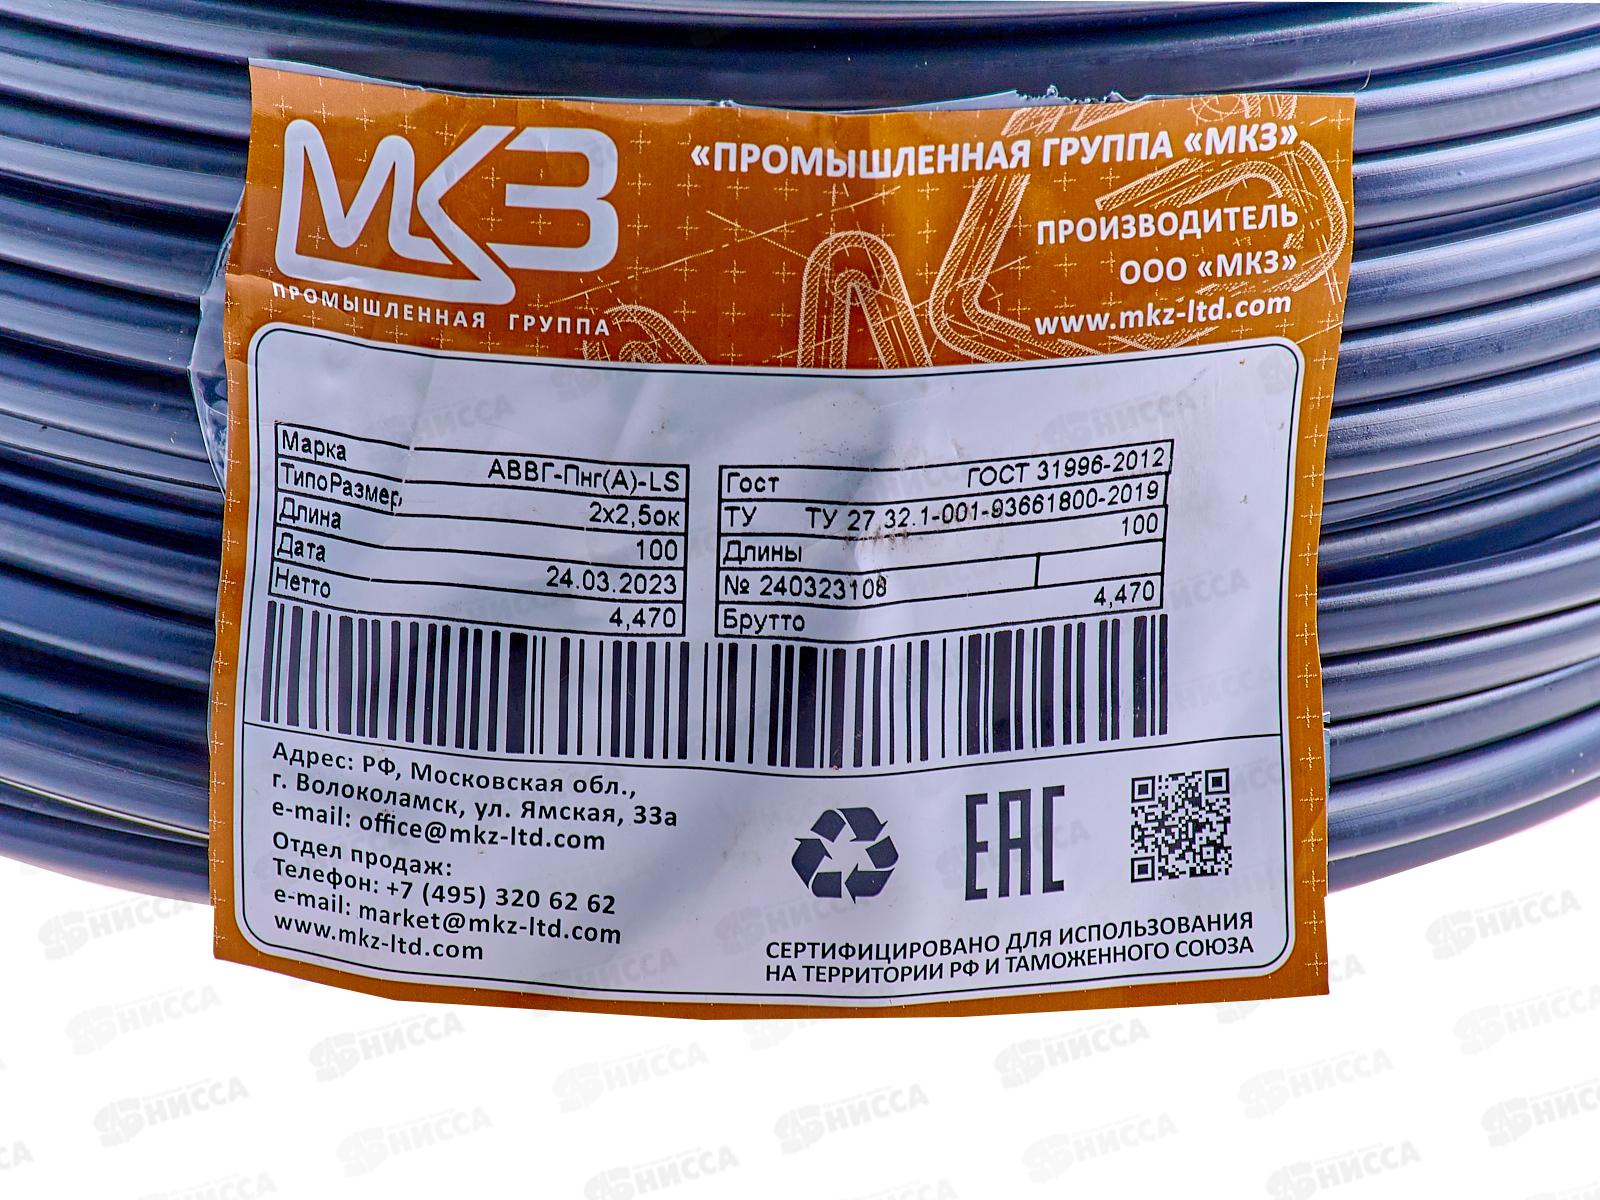 МКЗ
ПРОМЫШЛЕННАЯ ГРУППА
«ПРОМЫШЛЕННАЯ ГРУППА «МКЗ»
ПРОИЗВОДИТЕЛЬ
ООО «МКЗ»
www.mkz-ltd.com
Марка АВВГ-Пнг(А)-LS
ТипоРазмер, 2х2,5ок
Длина 100
Дата 24.03.2023
Нетто 4,470
Гост ГОСТ 31996-2012
ТУ ТУ 27 32.1-001-93661800-2019
Длины 100
№ 240323108
Брутто 4,470
Адрес: РФ, Московская обл.,
г. Волоколамск, ул. Ямская, 33а
e-mail: office@mkz-ltd.com
Отдел продаж:
Телефон: +7 (495) 320 62 62
e-mail: market@mkz-ltd.com
www.mkz-ltd.com
EAC
СЕРТИФИЦИРОВАНО ДЛЯ ИСПОЛЬЗОВАНИЯ
НА ТЕРРИТОРИИ РФ И ТАМОЖЕННОГО СОЮЗА
НИССА